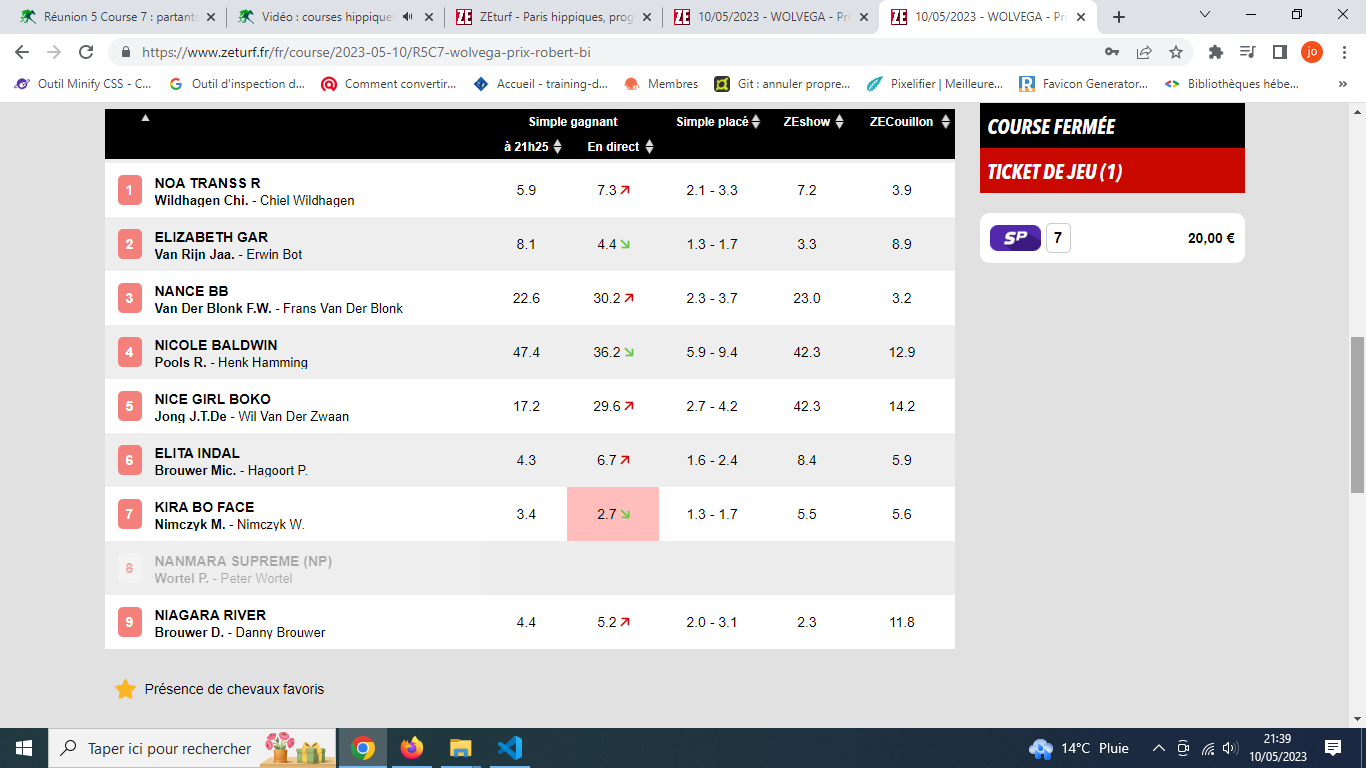 Réunion 5 Course 7 : partants
Vidéo : courses hippique
ZE ZEturf - Paris hippiques, prog
ZE 10/05/2023 - WOLVEGA - Pri
ZE 10/05/2023 - WOLVEGA - Pri
https://www.zeturf.fr/fr/course/2023-05-10/R5C7-wolvega-prix-robert-bi
jo
Outil Minify CSS - C...
Outil d'inspection d...
Comment convertir...
Accueil - training-d...
Membres
Git : annuler propre...
Pixelifier | Meilleure...
Favicon Generator...
Bibliothèques hébe...
»
Simple gagnant Simple placé ZEshow ZECouillon
à 21h25 En direct
1 NOA TRANSS R 5.9 7.3 2.1 - 3.3 7.2 3.9
Wildhagen Chi. - Chiel Wildhagen
2 ELIZABETH GAR 8.1 4.4 1.3 - 1.7 3.3 8.9
Van Rijn Jaa. - Erwin Bot
3 NANCE BB 22.6 30.2 2.3 - 3.7 23.0 3.2
Van Der Blonk F.W. - Frans Van Der Blonk
4 NICOLE BALDWIN 47.4 36.2 5.9 - 9.4 42.3 12.9
Pools R. - Henk Hamming
5 NICE GIRL BOKO 17.2 29.6 2.7 - 4.2 42.3 14.2
Jong J.T.De - Wil Van Der Zwaan
6 ELITA INDAL 4.3 6.7 1.6 - 2.4 8.4 5.9
Brouwer Mic. - Hagoort P.
7 KIRA BO FACE 3.4 2.7 1.3 - 1.7 5.5 5.6
Nimczyk M. - Nimczyk W.
8 NANMARA SUPREME (NP)
Wortel P. - Peter Wortel
9 NIAGARA RIVER 4.4 5.2 2.0 - 3.1 2.3 11.8
Brouwer D. - Danny Brouwer
Présence de chevaux favoris
COURSE FERMÉE
TICKET DE JEU (1)
SP 7 20,00 €
Taper ici pour rechercher
14°C Pluie
21:39
10/05/2023